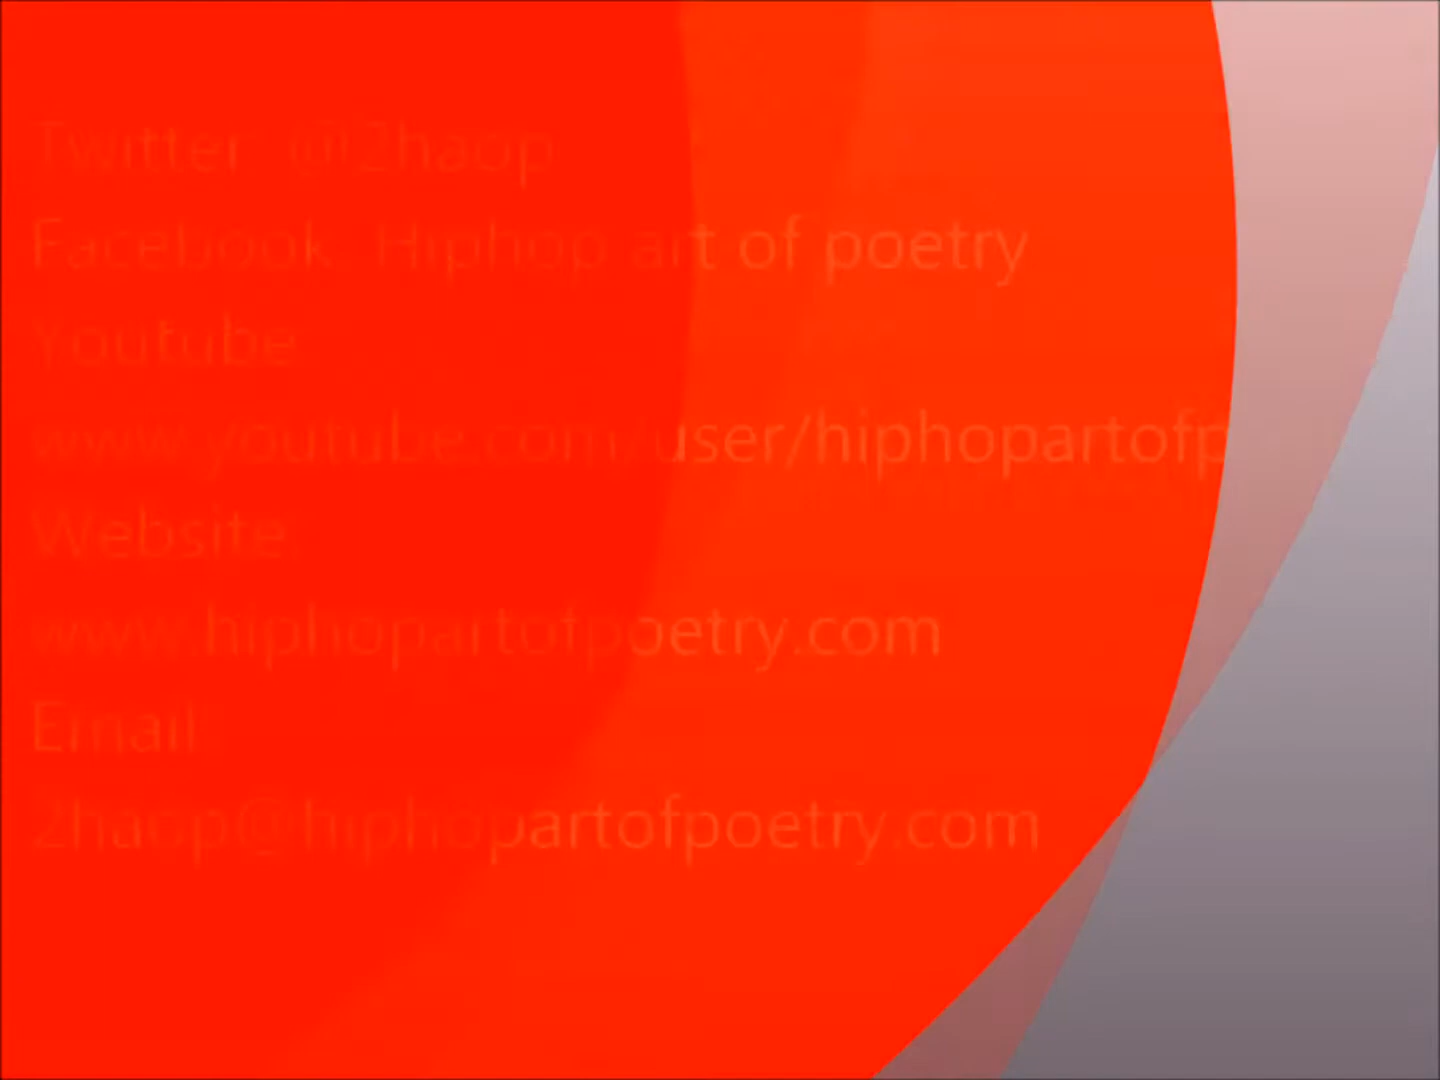 Twitter: @2haop
Facebook: Hiphop art of poetry
Youtube
www.youtube.com/user/hiphopartofp
Website
www.hiphopartofpoetry.com
Email
2haop@hiphopartofpoetry.com